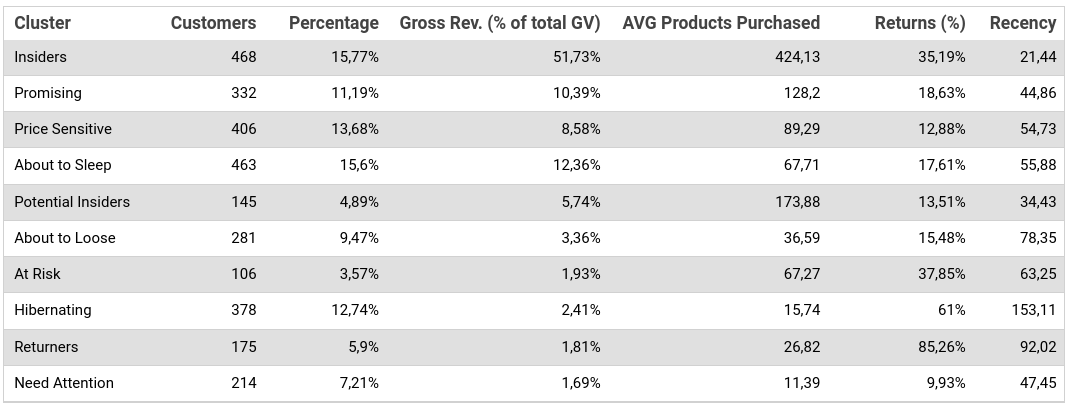 Cluster Customers Percentage Gross Rev. (% of total GV) AVG Products Purchased Returns (%) Recency
Insiders 468 15,77% 51,73% 424,13 35,19% 21,44
Promising 332 11,19% 10,39% 128,2 18,63% 44,86
Price Sensitive 406 13,68% 8,58% 89,29 12,88% 54,73
About to Sleep 463 15,6% 12,36% 67,71 17,61% 55,88
Potential Insiders 145 4,89% 5,74% 173,88 13,51% 34,43
About to Loose 281 9,47% 3,36% 36,59 15,48% 78,35
At Risk 106 3,57% 1,93% 67,27 37,85% 63,25
Hibernating 378 12,74% 2,41% 15,74 61% 153,11
Returners 175 5,9% 1,81% 26,82 85,26% 92,02
Need Attention 214 7,21% 1,69% 11,39 9,93% 47,45